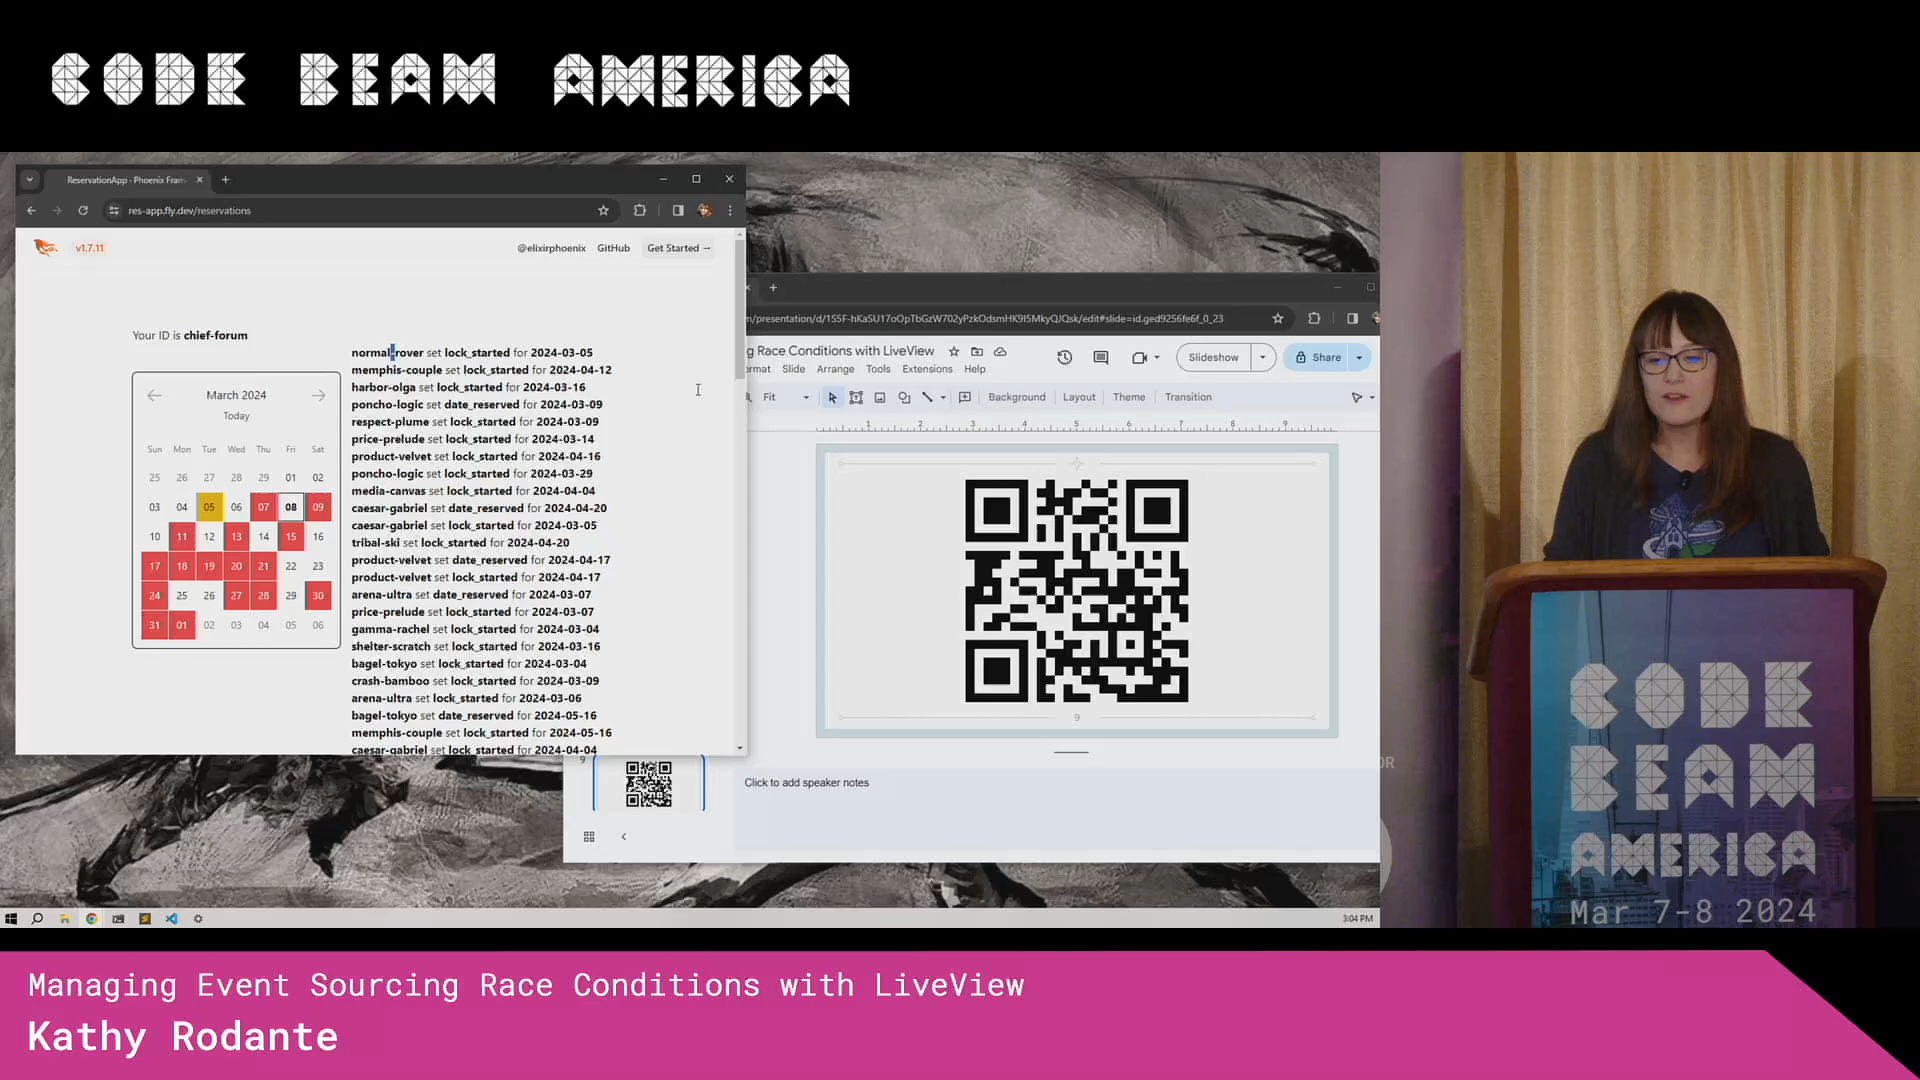 CODE BEAM AMERICA
ReservationApp - Phoenix Fram
res-app.fly.dev/reservations
v1.7.11
@elixirphoenix GitHub Get Started →
Your ID is chief-forum
March 2024
Today
Sun Mon Tue Wed Thu Fri Sat
25 26 27 28 29 01 02
03 04 05 06 07 08 09
10 11 12 13 14 15 16
17 18 19 20 21 22 23
24 25 26 27 28 29 30
31 01 02 03 04 05 06
normal-rover set lock_started for 2024-03-05
memphis-couple set lock_started for 2024-04-12
harbor-olga set lock_started for 2024-03-16
poncho-logic set date_reserved for 2024-03-09
respect-plume set lock_started for 2024-03-09
price-prelude set lock_started for 2024-03-14
product-velvet set lock_started for 2024-04-16
poncho-logic set lock_started for 2024-03-29
media-canvas set lock_started for 2024-04-04
caesar-gabriel set date_reserved for 2024-04-20
caesar-gabriel set lock_started for 2024-03-05
tribal-ski set lock_started for 2024-04-20
product-velvet set date_reserved for 2024-04-17
product-velvet set lock_started for 2024-04-17
arena-ultra set date_reserved for 2024-03-07
price-prelude set lock_started for 2024-03-07
gamma-rachel set lock_started for 2024-03-04
shelter-scratch set lock_started for 2024-03-16
bagel-tokyo set lock_started for 2024-03-04
crash-bamboo set lock_started for 2024-03-09
arena-ultra set lock_started for 2024-03-06
bagel-tokyo set date_reserved for 2024-05-16
memphis-couple set lock_started for 2024-05-16
caesar-gabriel set lock_started for 2024-04-04
g Race Conditions with LiveView
Slideshow Share
ormat Slide Arrange Tools Extensions Help
Fit Background Layout Theme Transition
1 2 3 4 5 6 7 8 9
9
9
Click to add speaker notes
3:04 PM
OR
CODE
BEAM
AMERICA
Mar 7-8 2024
Managing Event Sourcing Race Conditions with LiveView
Kathy Rodante